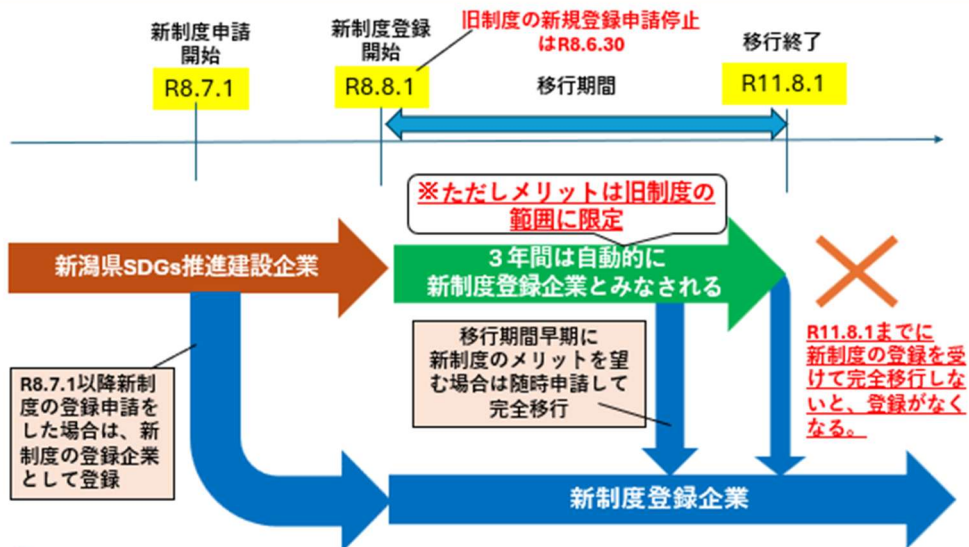 新制度申請
開始
R8.7.1
新制度登録
開始
R8.8.1
旧制度の新規登録申請停止
はR8.6.30
移行期間
移行終了
R11.8.1
※ただしメリットは旧制度の
範囲に限定
新潟県SDGs推進建設企業
３年間は自動的に
新制度登録企業とみなされる
R8.7.1以降新制
度の登録申請を
した場合は、新
制度の登録企業
として登録
移行期間早期に
新制度のメリットを望
む場合は随時申請して
完全移行
R11.8.1までに
新制度の登録を受
けて完全移行しな
いと、登録がなく
なる。
新制度登録企業